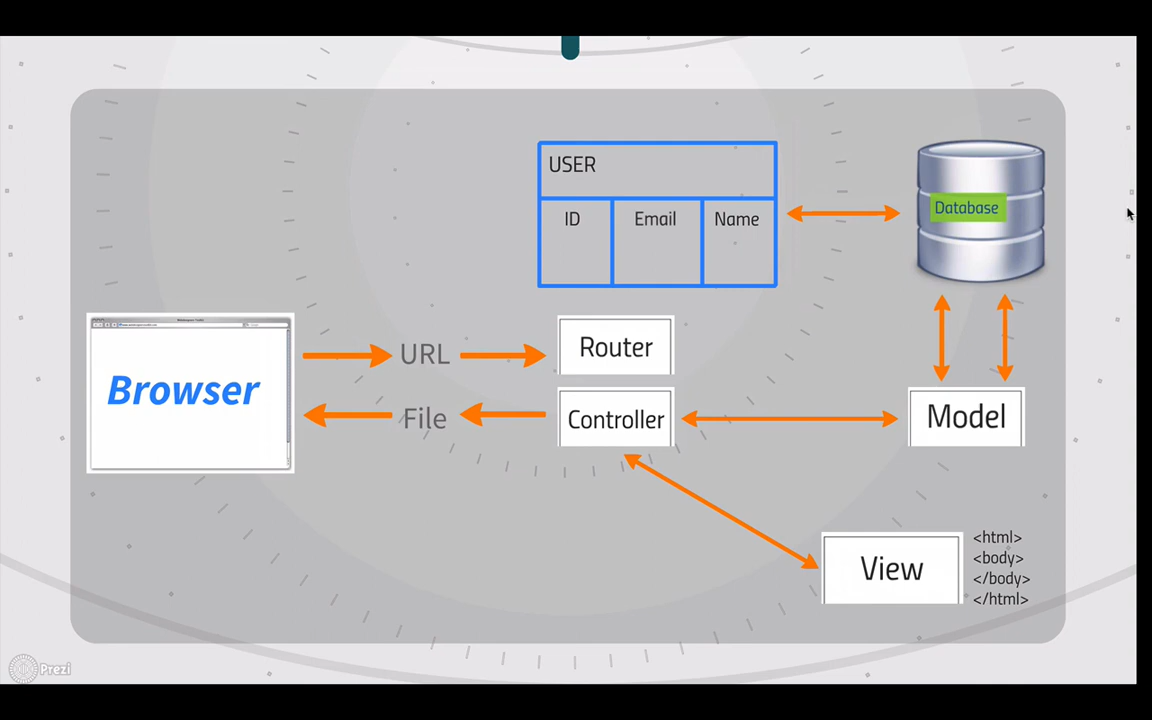 USER
ID
Email
Name
Database
Browser
URL
Router
File
Controller
Model
View
<html>
<body>
</body>
</html>
Prezi